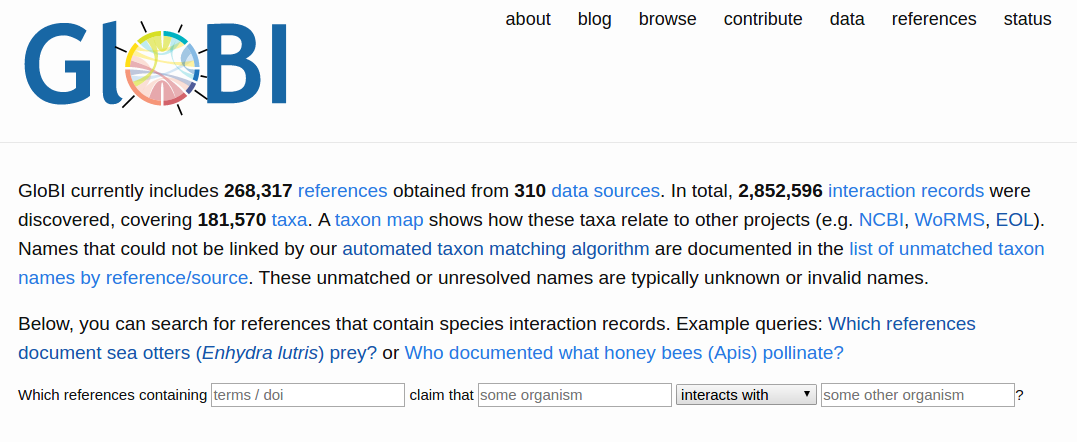 GloBI
about blog browse contribute data references status
GloBI currently includes 268,317 references obtained from 310 data sources. In total, 2,852,596 interaction records were
discovered, covering 181,570 taxa. A taxon map shows how these taxa relate to other projects (e.g. NCBI, WoRMS, EOL).
Names that could not be linked by our automated taxon matching algorithm are documented in the list of unmatched taxon
names by reference/source. These unmatched or unresolved names are typically unknown or invalid names.
Below, you can search for references that contain species interaction records. Example queries: Which references
document sea otters (Enhydra lutris) prey? or Who documented what honey bees (Apis) pollinate?
Which references containing terms / doi claim that some organism interacts with some other organism ?